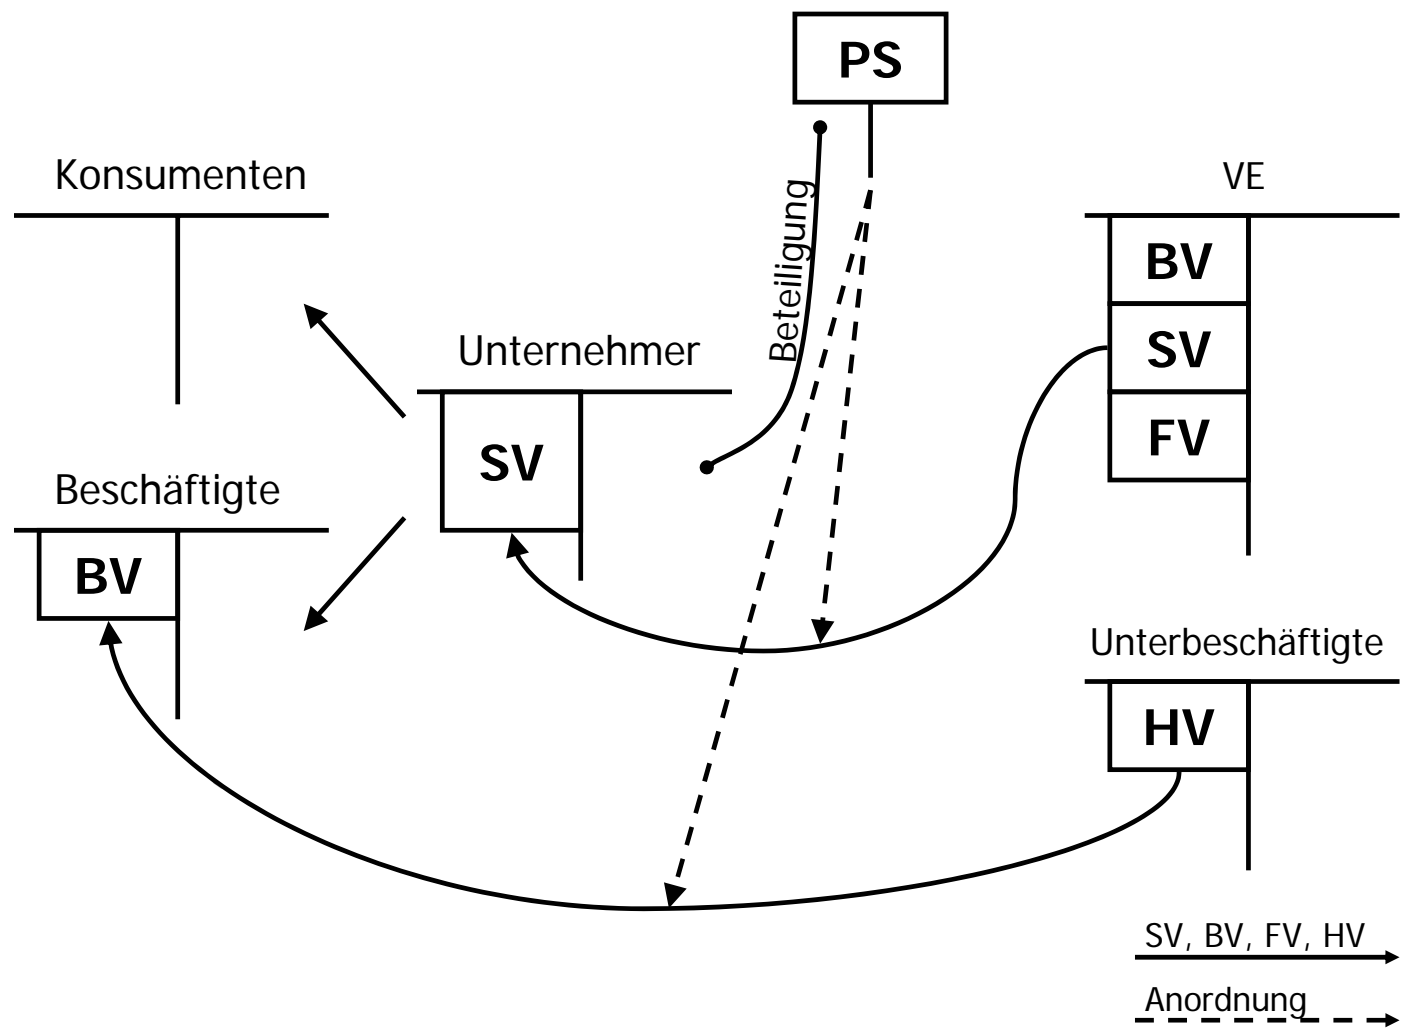 PS
Konsumenten
VE
Beteiligung
BV
SV
FV
Unternehmer
SV
Beschäftigte
BV
Unterbeschäftigte
HV
SV, BV, FV, HV
Anordnung